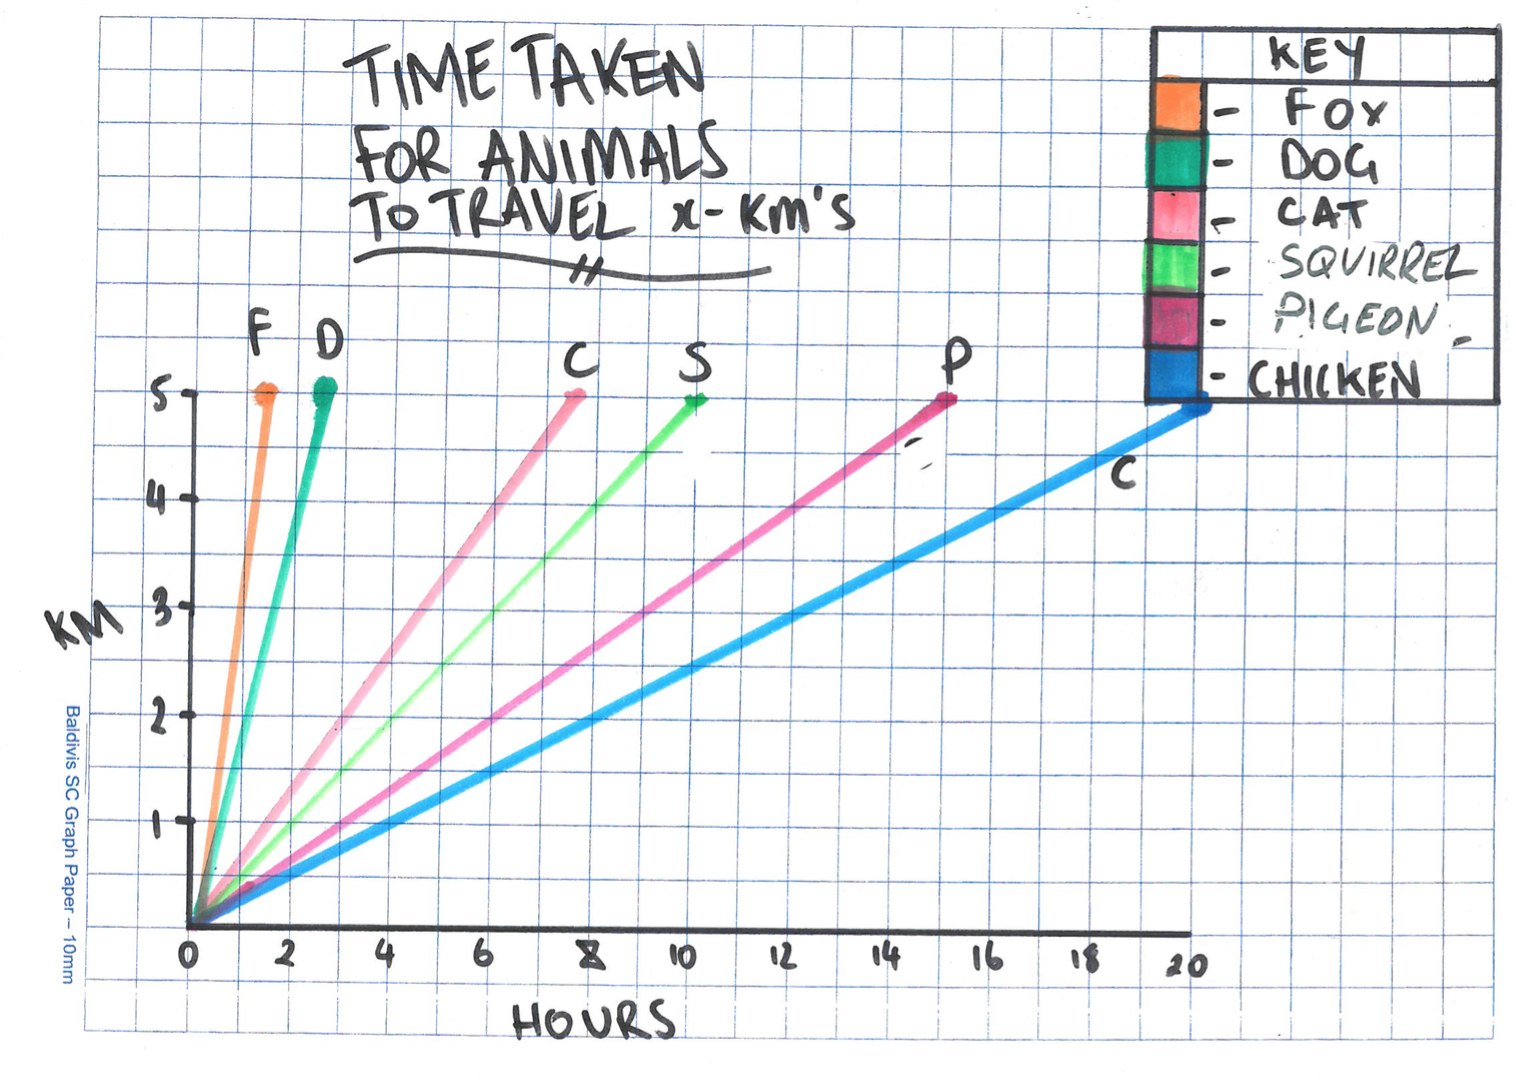 TIME TAKEN
FOR ANIMALS
TO TRAVEL x-KM'S
KEY
- FOX
- DOG
- CAT
- SQUIRREL
- PIGEON
- CHICKEN
F D C S P
C
5
4
3
2
1
KM
0 2 4 6 8 10 12 14 16 18 20
HOURS
Baldivis SC Graph Paper – 10mm